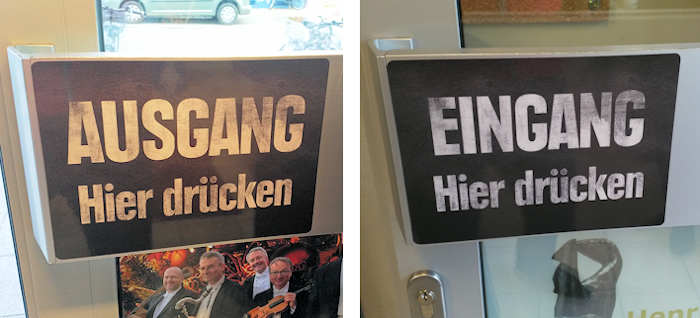 AUSGANG
Hier drücken
EINGANG
Hier drücken